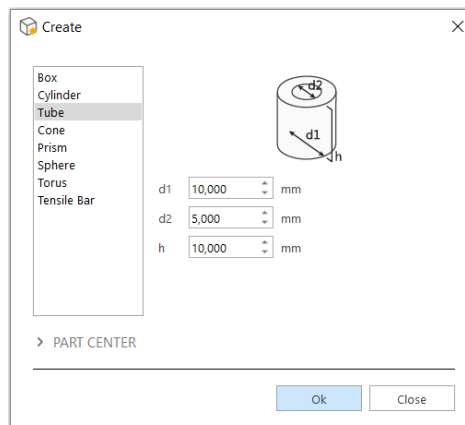 Create
Box
Cylinder
Tube
Cone
Prism
Sphere
Torus
Tensile Bar
d2
d1
h
d1 10,000 mm
d2 5,000 mm
h 10,000 mm
PART CENTER
Ok Close